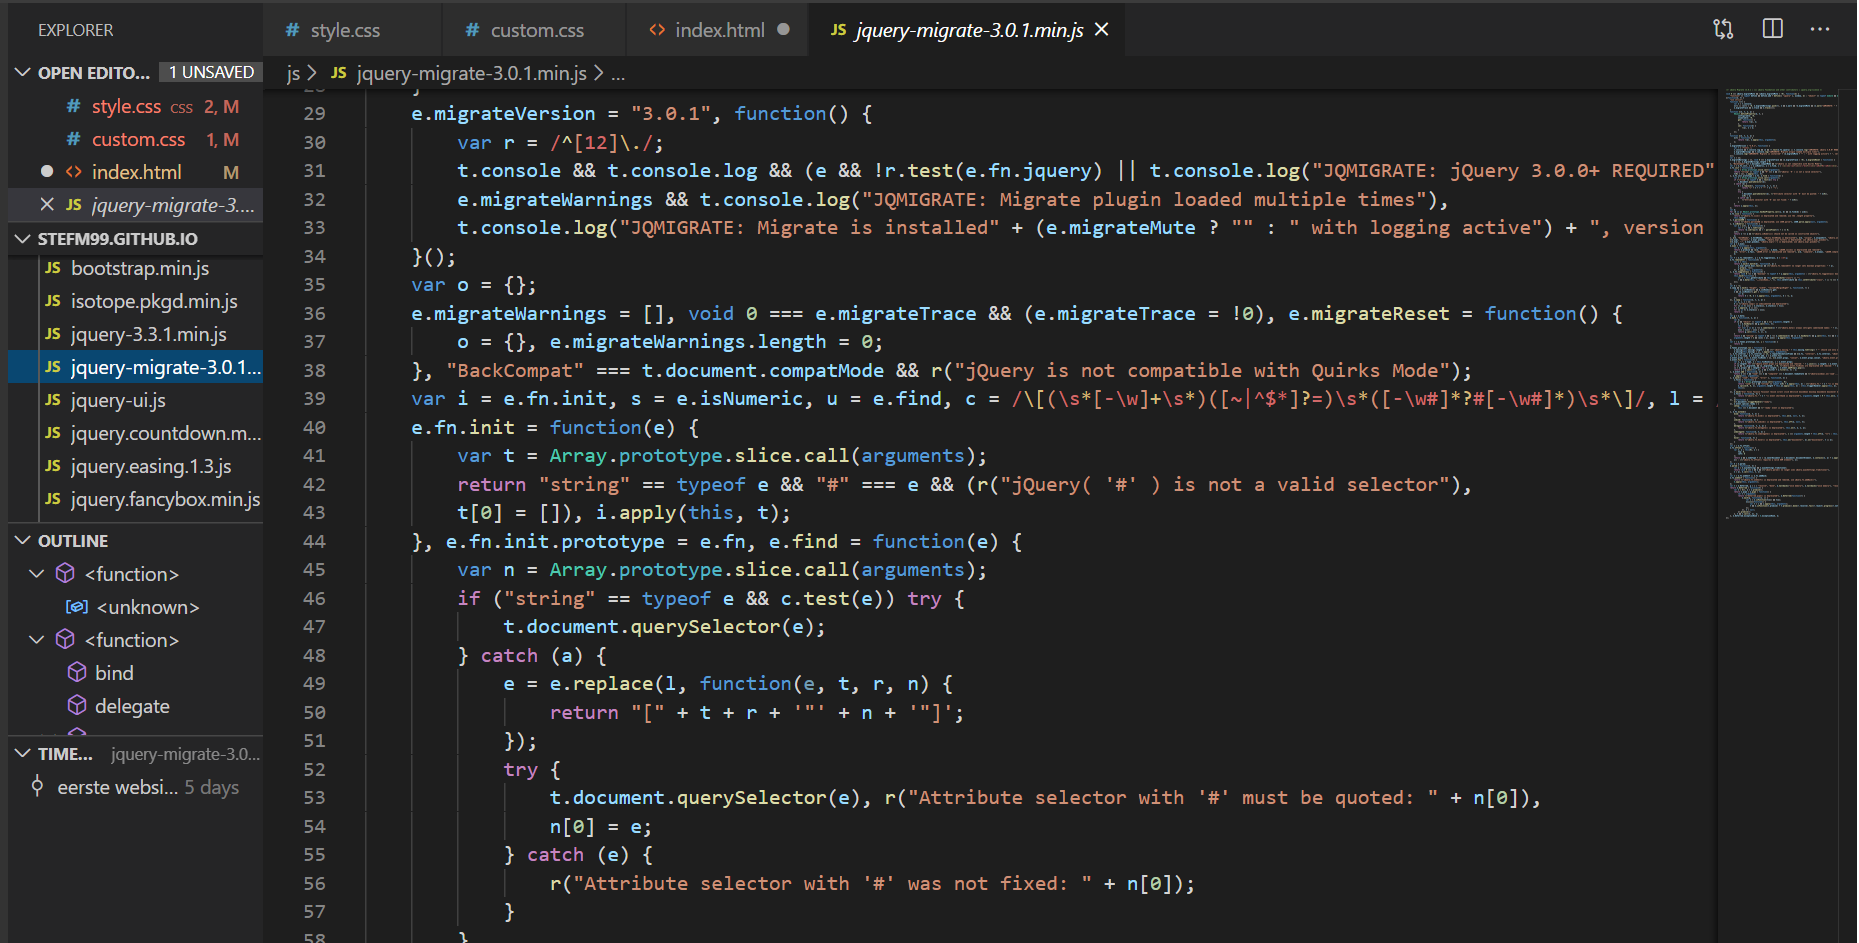 EXPLORER
OPEN EDITO... 1 UNSAVED
# style.css css 2, M
# custom.css 1, M
<> index.html M
JS jquery-migrate-3....
STEFM99.GITHUB.IO
JS bootstrap.min.js
JS isotope.pkgd.min.js
JS jquery-3.3.1.min.js
JS jquery-migrate-3.0.1...
JS jquery-ui.js
JS jquery.countdown.m...
JS jquery.easing.1.3.js
JS jquery.fancybox.min.js
OUTLINE
<function>
<unknown>
<function>
bind
delegate
TIME... jquery-migrate-3.0...
eerste websi... 5 days
# style.css
# custom.css
<> index.html
JS jquery-migrate-3.0.1.min.js
js > JS jquery-migrate-3.0.1.min.js > ...
29 e.migrateVersion = "3.0.1", function() {
30 var r = /^[12]\./;
31 t.console && t.console.log && (e && !r.test(e.fn.jquery) || t.console.log("JQMIGRATE: jQuery 3.0.0+ REQUIRED"
32 e.migrateWarnings && t.console.log("JQMIGRATE: Migrate plugin loaded multiple times"),
33 t.console.log("JQMIGRATE: Migrate is installed" + (e.migrateMute ? "" : " with logging active") + ", version
34 }();
35 var o = {};
36 e.migrateWarnings = [], void 0 === e.migrateTrace && (e.migrateTrace = !0), e.migrateReset = function() {
37 o = {}, e.migrateWarnings.length = 0;
38 }, "BackCompat" === t.document.compatMode && r("jQuery is not compatible with Quirks Mode");
39 var i = e.fn.init, s = e.isNumeric, u = e.find, c = /\[(\s*[-\w]+\s*)([~|^$*]?=)\s*([-\w#]*?#[-\w#]*)\s*\]/, l =
40 e.fn.init = function(e) {
41 var t = Array.prototype.slice.call(arguments);
42 return "string" == typeof e && "#" === e && (r("jQuery( '#' ) is not a valid selector"),
43 t[0] = []), i.apply(this, t);
44 }, e.fn.init.prototype = e.fn, e.find = function(e) {
45 var n = Array.prototype.slice.call(arguments);
46 if ("string" == typeof e && c.test(e)) try {
47 t.document.querySelector(e);
48 } catch (a) {
49 e = e.replace(l, function(e, t, r, n) {
50 return "[" + t + r + '"' + n + '"]';
51 });
52 try {
53 t.document.querySelector(e), r("Attribute selector with '#' must be quoted: " + n[0]),
54 n[0] = e;
55 } catch (e) {
56 r("Attribute selector with '#' was not fixed: " + n[0]);
57 }
58 }